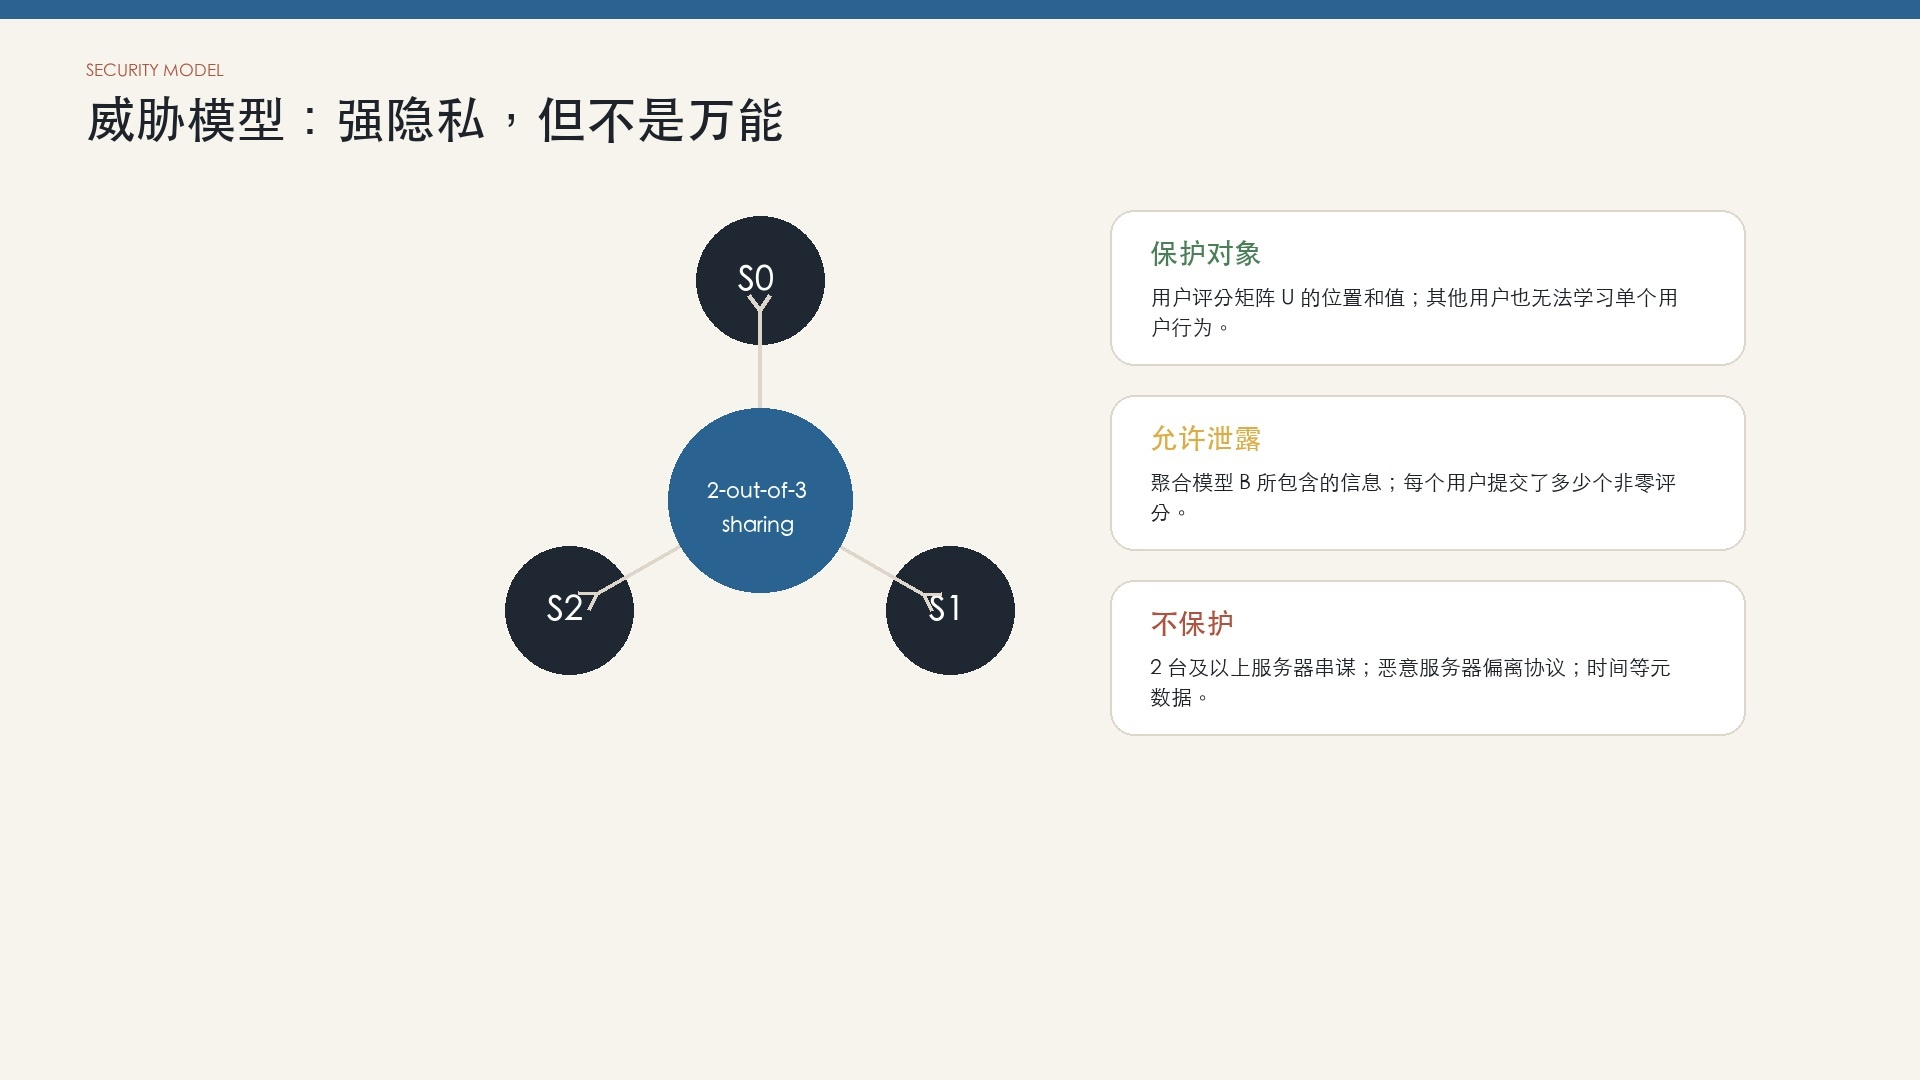 SECURITY MODEL
威胁模型：强隐私，但不是万能
S0
2-out-of-3
sharing
S2
S1
保护对象
用户评分矩阵 U 的位置和值；其他用户也无法学习单个用
户行为。
允许泄露
聚合模型 B 所包含的信息；每个用户提交了多少个非零评
分。
不保护
2 台及以上服务器串谋；恶意服务器偏离协议；时间等元
数据。